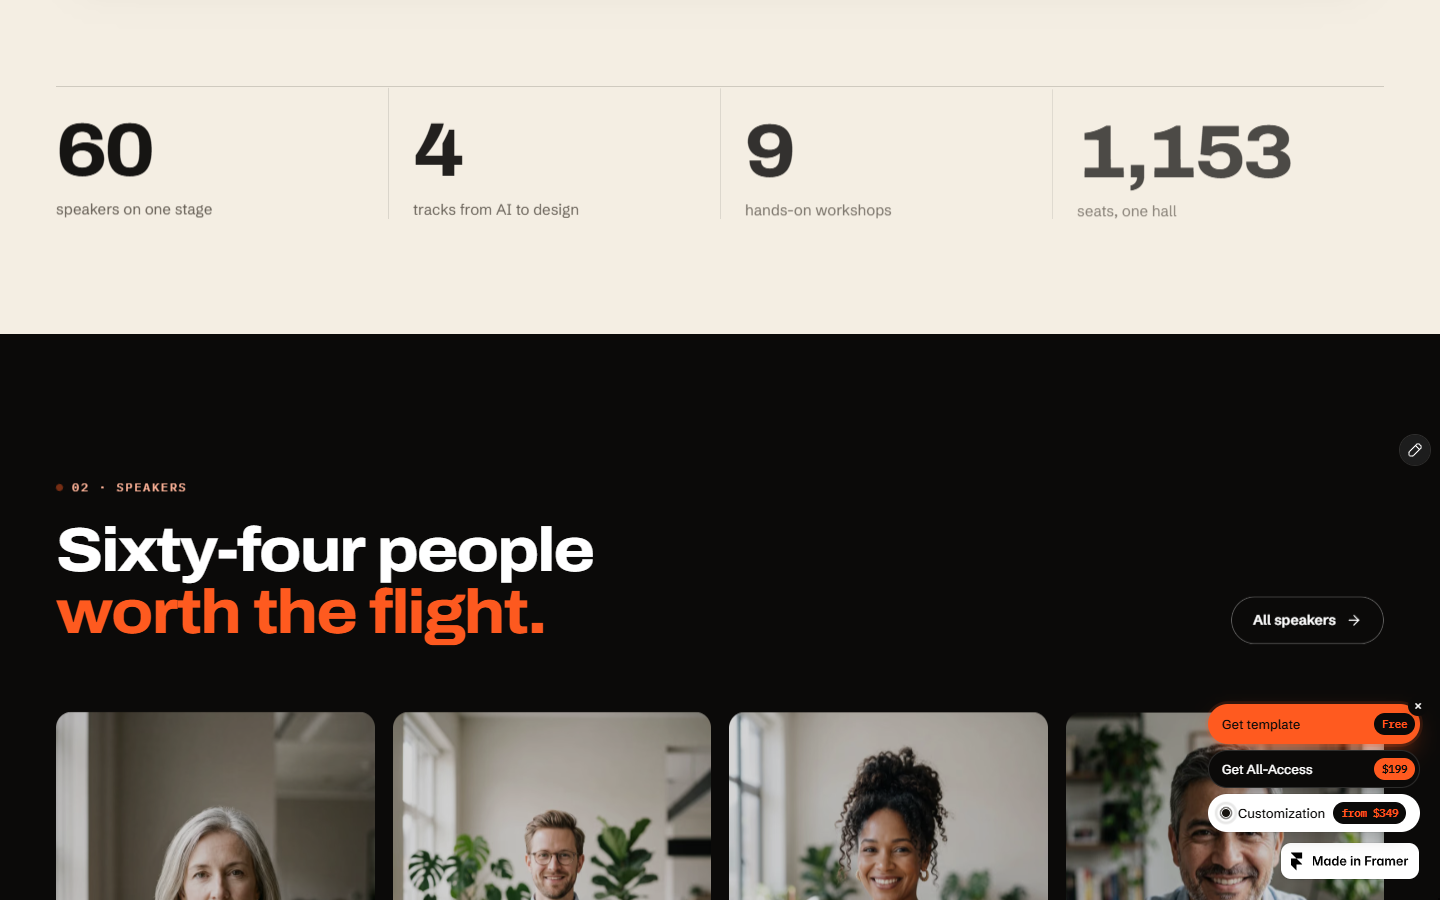 60
speakers on one stage
4
tracks from AI to design
9
hands-on workshops
1,153
seats, one hall
02 · SPEAKERS
Sixty-four people
worth the flight.
All speakers
×
Get template Free
Get All-Access $199
Customization from $349
Made in Framer